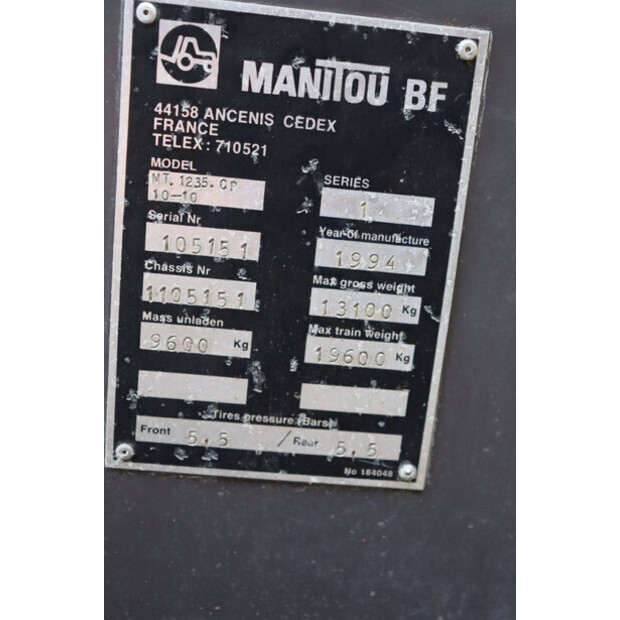 MANITOU BF
44158 ANCENIS CEDEX
FRANCE
TELEX: 710521
MODEL
MT.1235.CP
10-10
SERIES
1
Serial Nr
105151
Year of manufacture
1994
Chassis Nr
1105151
Max gross weight
13100 Kg
Mass unladen
9600 Kg
Max train weight
19600 Kg
Tires pressure (Bars)
Front 5,5 / Rear 5,5
No 164048